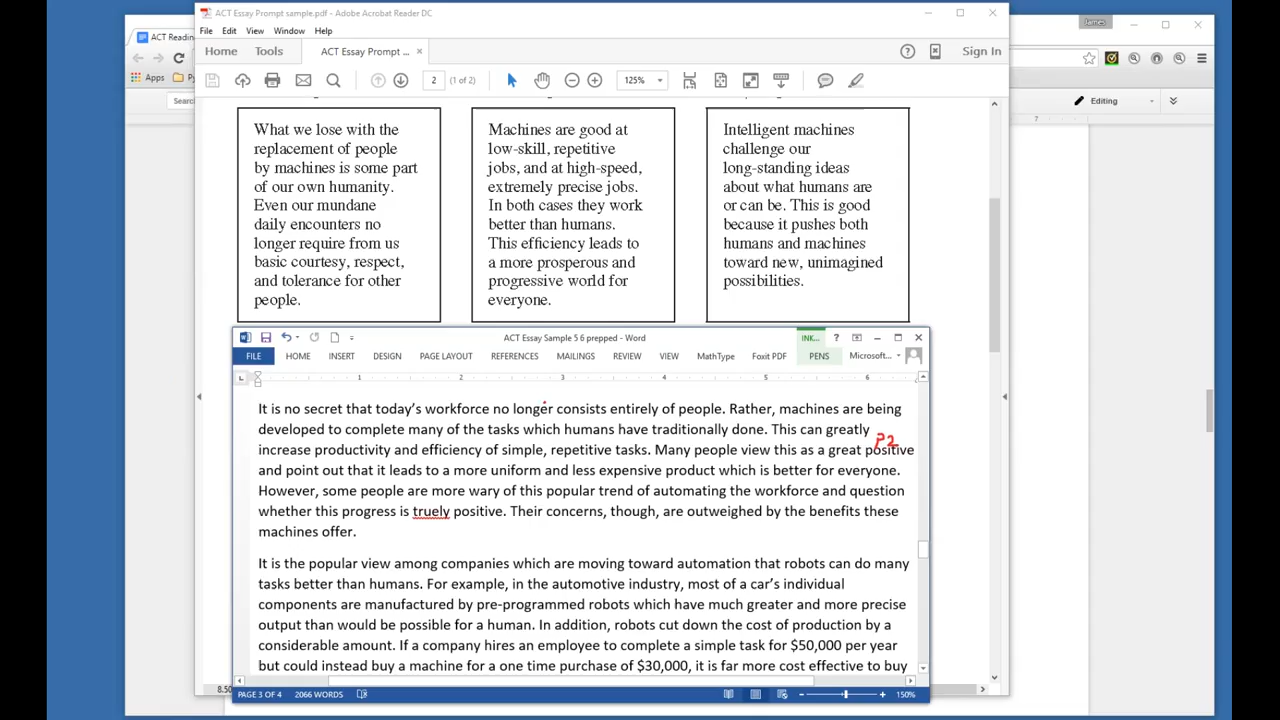 ACT Essay Prompt sample.pdf - Adobe Acrobat Reader DC
James
ACT Readin
File Edit View Window Help
Home Tools ACT Essay Prompt ... × Sign In
Apps
2 (1 of 2) 125%
Sear
Editing
7
What we lose with the
replacement of people
by machines is some part
of our own humanity.
Even our mundane
daily encounters no
longer require from us
basic courtesy, respect,
and tolerance for other
people.
Machines are good at
low-skill, repetitive
jobs, and at high-speed,
extremely precise jobs.
In both cases they work
better than humans.
This efficiency leads to
a more prosperous and
progressive world for
everyone.
Intelligent machines
challenge our
long-standing ideas
about what humans are
or can be. This is good
because it pushes both
humans and machines
toward new, unimagined
possibilities.
ACT Essay Sample 5 6 prepped - Word
INK...
FILE HOME INSERT DESIGN PAGE LAYOUT REFERENCES MAILINGS REVIEW VIEW MathType Foxit PDF PENS Microsoft...
1 2 3 4 5 6
It is no secret that today's workforce no longer consists entirely of people. Rather, machines are being
developed to complete many of the tasks which humans have traditionally done. This can greatly
P2
increase productivity and efficiency of simple, repetitive tasks. Many people view this as a great positive
and point out that it leads to a more uniform and less expensive product which is better for everyone.
However, some people are more wary of this popular trend of automating the workforce and question
whether this progress is truely positive. Their concerns, though, are outweighed by the benefits these
machines offer.
It is the popular view among companies which are moving toward automation that robots can do many
tasks better than humans. For example, in the automotive industry, most of a car's individual
components are manufactured by pre-programmed robots which have much greater and more precise
output than would be possible for a human. In addition, robots cut down the cost of production by a
considerable amount. If a company hires an employee to complete a simple task for $50,000 per year
but could instead buy a machine for a one time purchase of $30,000, it is far more cost effective to buy
8.50
PAGE 3 OF 4 2066 WORDS 150%